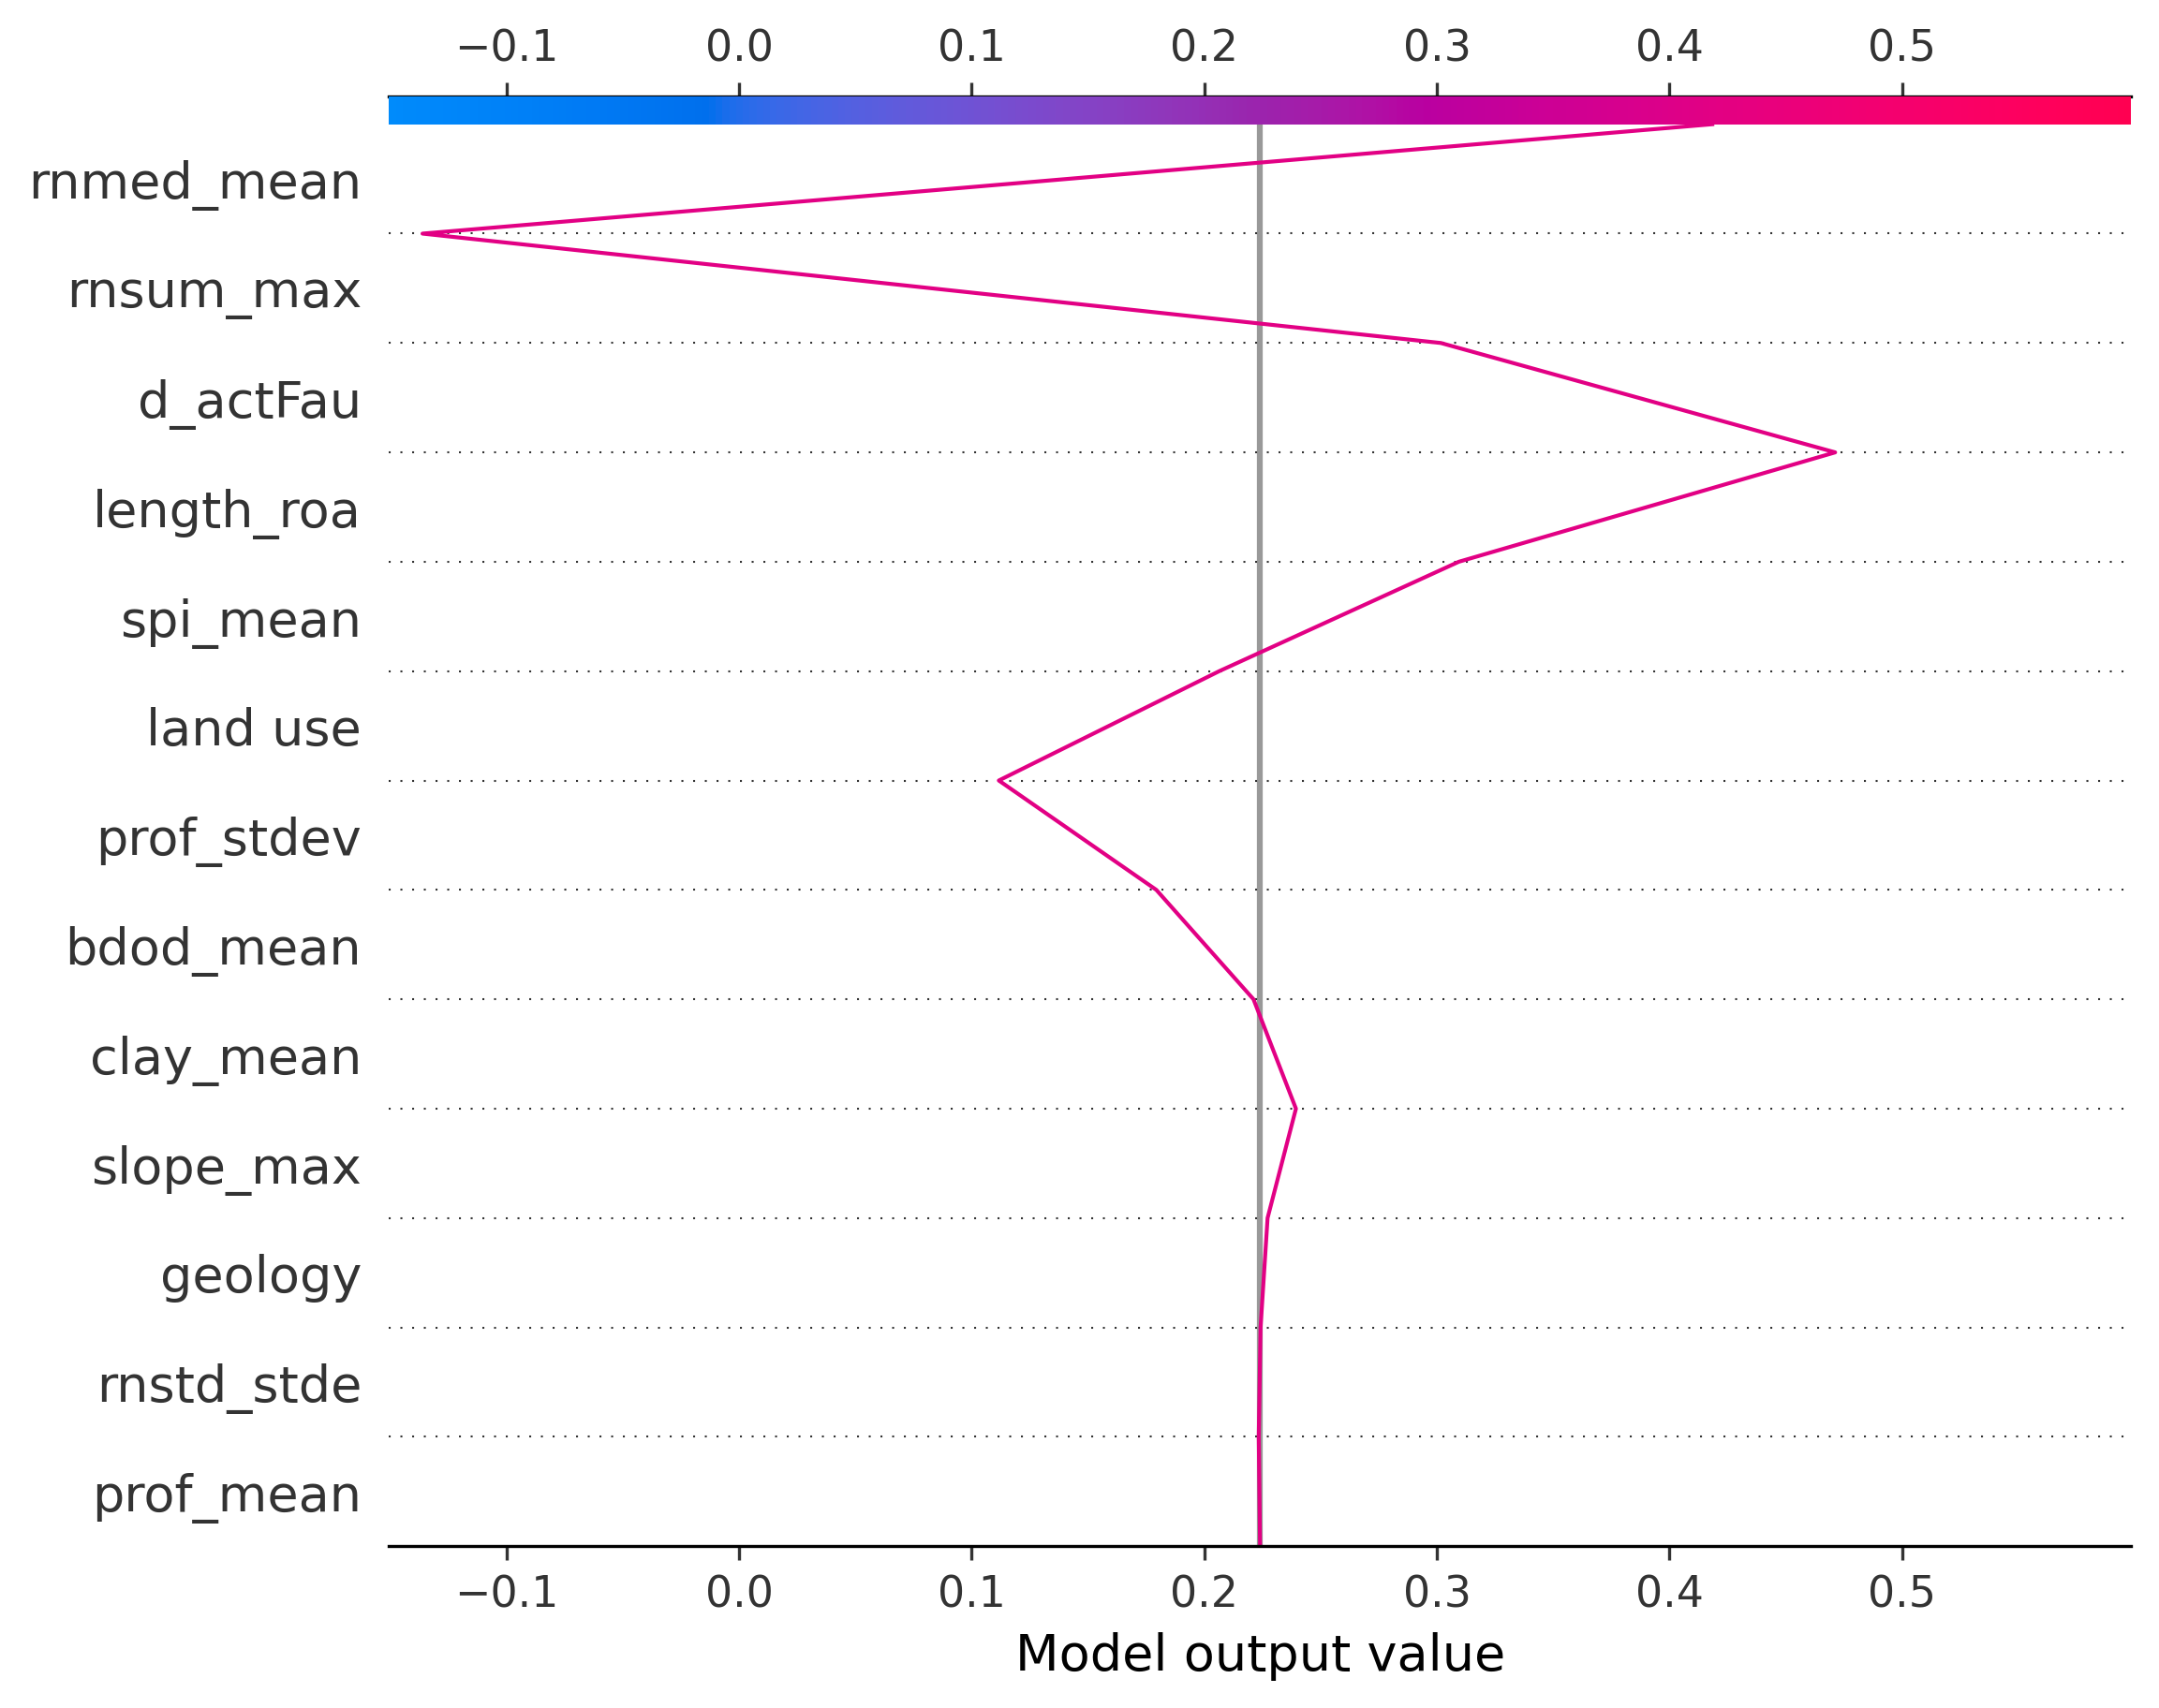 −0.1 0.0 0.1 0.2 0.3 0.4 0.5
rnmed_mean
rnsum_max
d_actFau
length_roa
spi_mean
land use
prof_stdev
bdod_mean
clay_mean
slope_max
geology
rnstd_stde
prof_mean
−0.1 0.0 0.1 0.2 0.3 0.4 0.5
Model output value